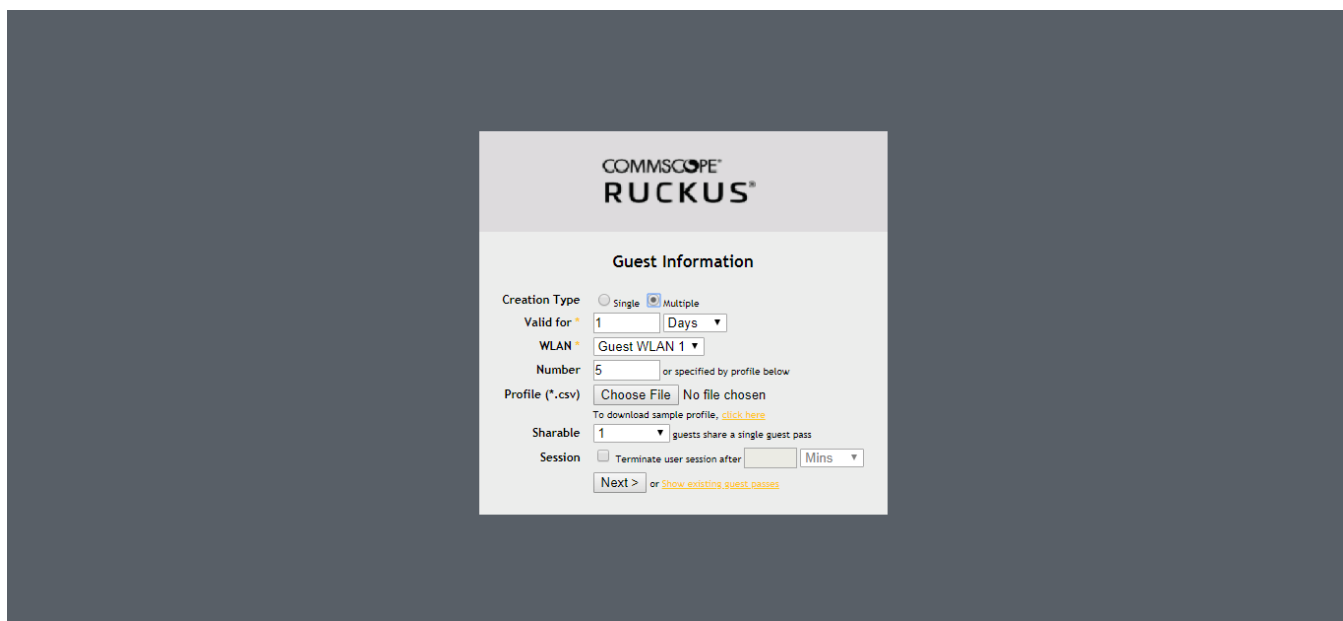 COMMSCOPE®
RUCKUS®
Guest Information
Creation Type Single Multiple
Valid for * 1 Days
WLAN * Guest WLAN 1
Number 5 or specified by profile below
Profile (*.csv) Choose File No file chosen
To download sample profile, click here
Sharable 1 guests share a single guest pass
Session Terminate user session after Mins
Next > or Show existing guest passes